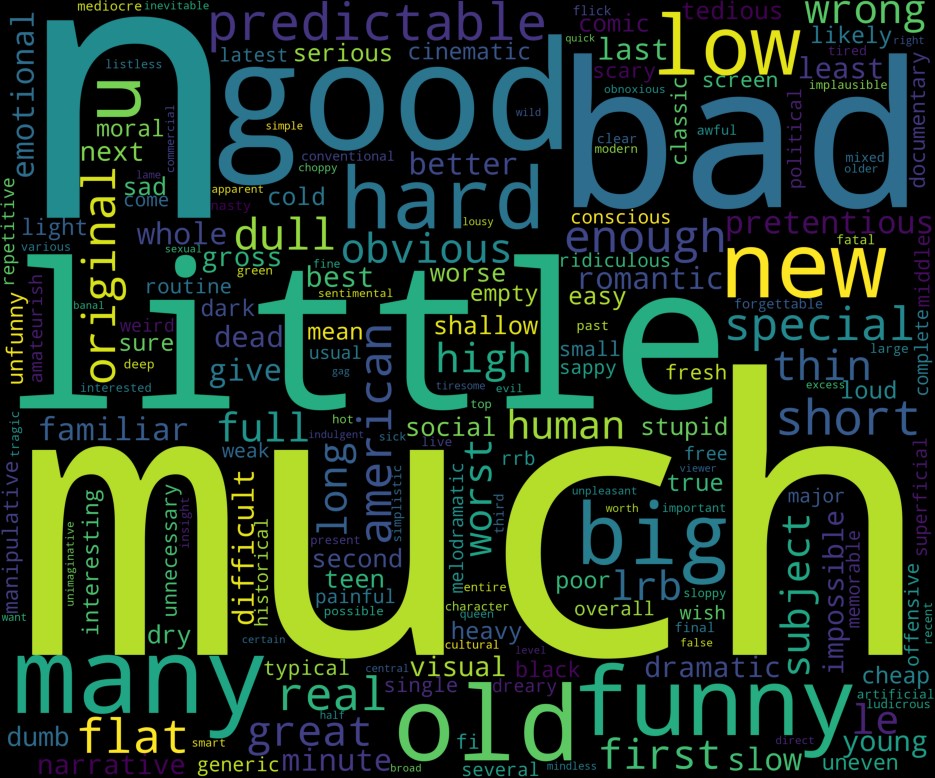 mediocre inevitable
predictable
wrong
flick
comic
tedious
low
likely
right
emotional
latest
serious
cinematic
quick
last
least
tired
listless
n
good
bad
scary
screen
implausible
obnoxious
u
simple
wild
classic
political
documentary
moral
commercial
clear
modern
awful
mixed
older
next
conventional
choppy
better
lame
sad
come
nasty
apparent
cold
hard
lousy
conscious
pretentious
repetitive
light
various
original
whole
dull
obvious
enough
fatal
middle
sexual
gross
green
fine
best
worse
ridiculous
romantic
new
routine
sentimental
empty
easy
forgettable
little
unfunny
amateurish
banal
weird
sure
dark
dead
mean
usual
shallow
past
special
large
complete
deep
give
gag
american
high
small
sappy
fresh
thin
interested
tiresome
evil
excess
loud
top
short
tragic
familiar
full
hot
indulgent
sick
social
live
human
stupid
weak
long
worst
rrb
free
viewer
true
superficial
much
manipulative
unimaginative
interesting
unnecessary
insight
difficult
historical
simplistic
melodramatic
third
unpleasant
worth
important
major
big
present
second
teen
painful
possible
entire
character
queen
poor
lrb
sloppy
overall
wish
subject
impossible
memorable
offensive
recent
want
dry
certain
heavy
cultural
level
final
false
many
typical
central
visual
black
dramatic
cheap
artificial
ludicrous
real
single
dreary
old
funny
le
half
dumb
flat
smart
great
fi
first
slow
direct
young
uneven
narrative
generic
minute
broad
several
mindless